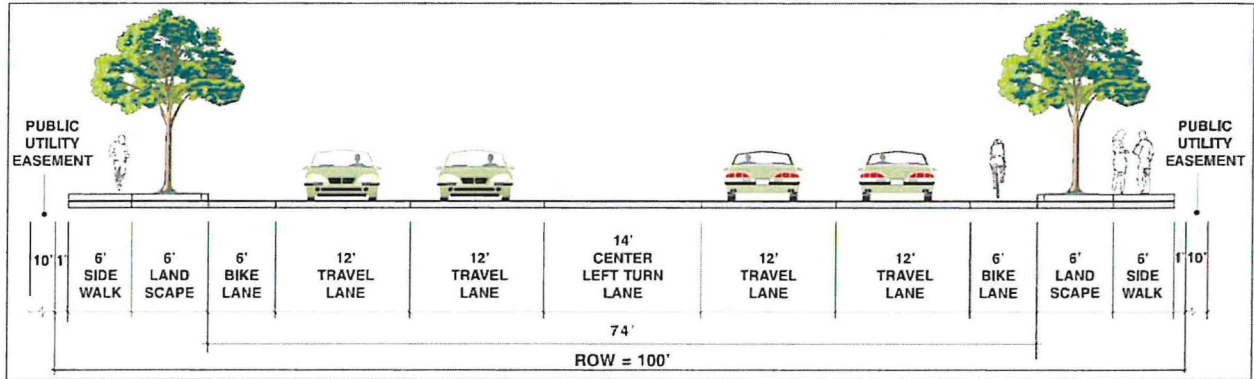 PUBLIC
UTILITY
EASEMENT
PUBLIC
UTILITY
EASEMENT
10'
1'
6'
SIDE
WALK
6'
LAND
SCAPE
6'
BIKE
LANE
12'
TRAVEL
LANE
12'
TRAVEL
LANE
14'
CENTER
LEFT TURN
LANE
12'
TRAVEL
LANE
12'
TRAVEL
LANE
6'
BIKE
LANE
6'
LAND
SCAPE
6'
SIDE
WALK
1'
10'
74'
ROW = 100'